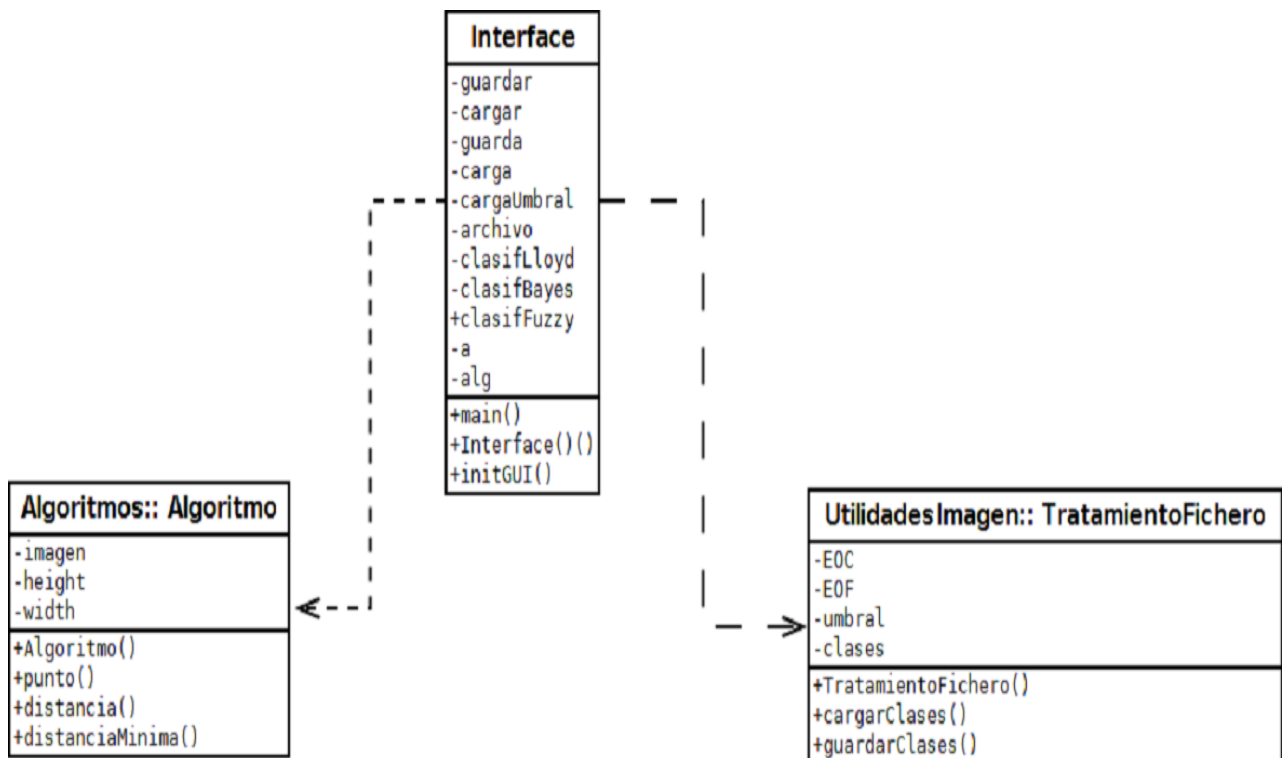 Interface
-guardar
-cargar
-guarda
-carga
-cargaUmbral
-archivo
-clasifLloyd
-clasifBayes
+clasifFuzzy
-a
-alg
+main()
+Interface()()
+initGUI()
Algoritmos:: Algoritmo
-imagen
-height
-width
+Algoritmo()
+punto()
+distancia()
+distanciaMinima()
UtilidadesImagen:: TratamientoFichero
-EOC
-EOF
-umbral
-clases
+TratamientoFichero()
+cargarClases()
+guardarClases()